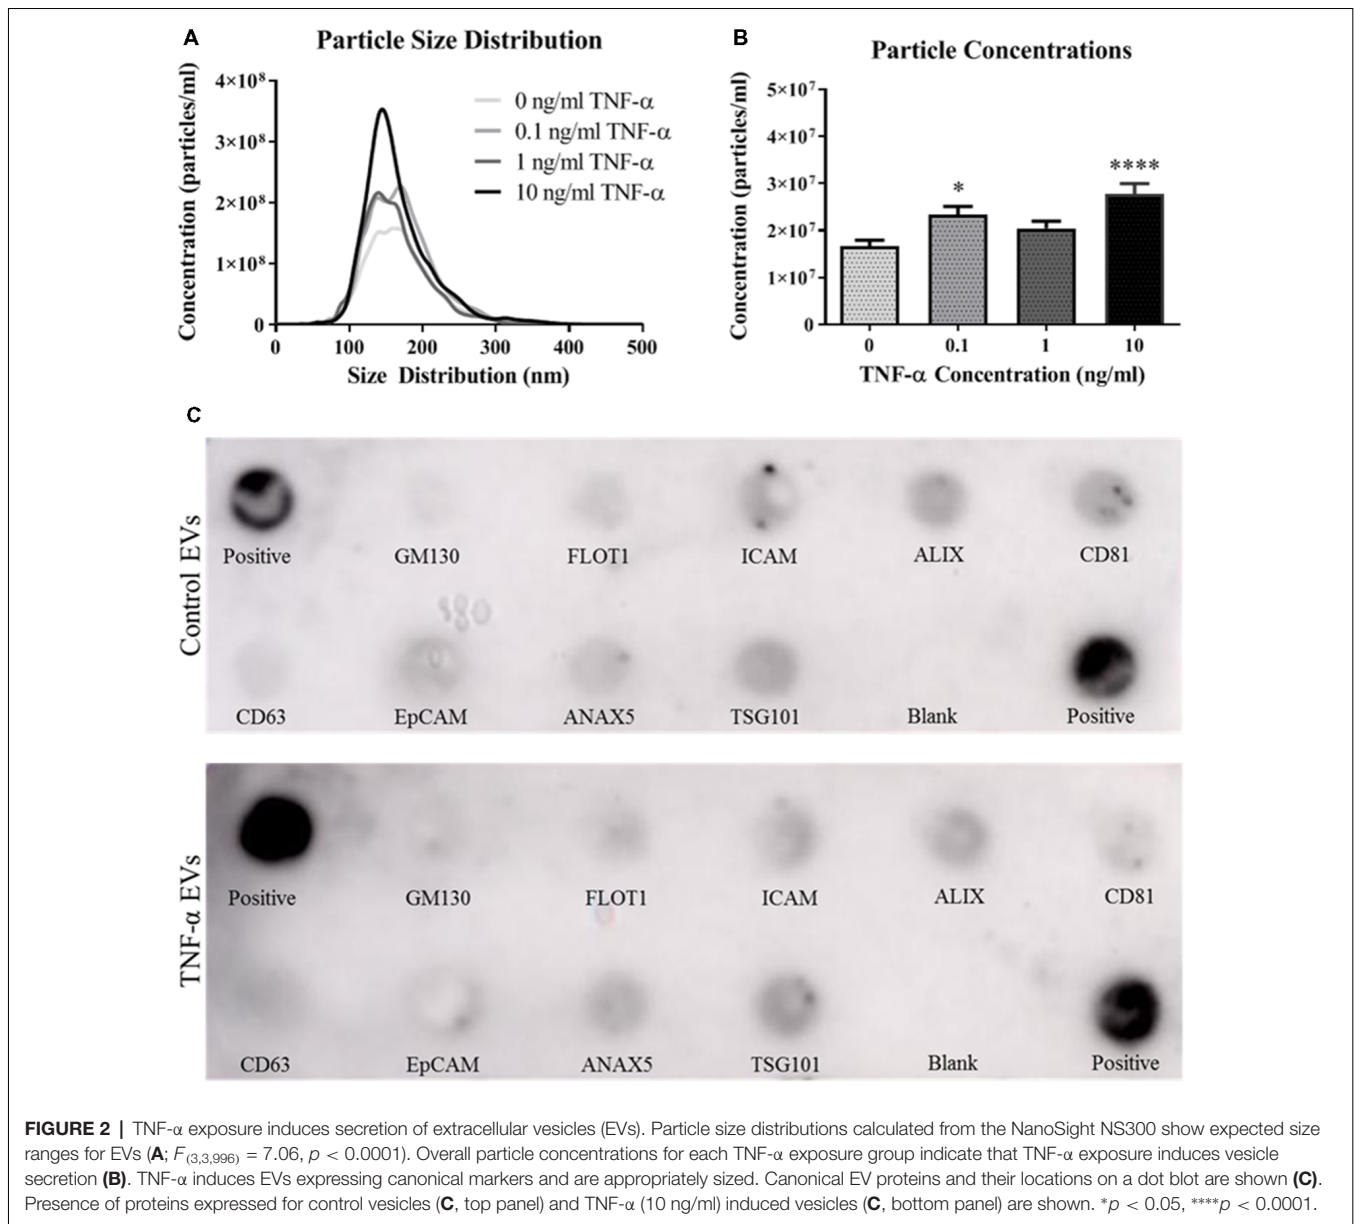 A
Particle Size Distribution
Concentration (particles/ml)
4×10⁸
3×10⁸
2×10⁸
1×10⁸
0
0 100 200 300 400 500
Size Distribution (nm)
0 ng/ml TNF-α
0.1 ng/ml TNF-α
1 ng/ml TNF-α
10 ng/ml TNF-α
B
Particle Concentrations
Concentration (particles/ml)
5×10⁷
4×10⁷
3×10⁷
2×10⁷
1×10⁷
0
* ****
0 0.1 1 10
TNF-α Concentration (ng/ml)
C
Control EVs
Positive GM130 FLOT1 ICAM ALIX CD81
CD63 EpCAM ANAX5 TSG101 Blank Positive
TNF-α EVs
Positive GM130 FLOT1 ICAM ALIX CD81
CD63 EpCAM ANAX5 TSG101 Blank Positive
FIGURE 2 | TNF-α exposure induces secretion of extracellular vesicles (EVs). Particle size distributions calculated from the NanoSight NS300 show expected size
ranges for EVs (A; F(3,3,996) = 7.06, p < 0.0001). Overall particle concentrations for each TNF-α exposure group indicate that TNF-α exposure induces vesicle
secretion (B). TNF-α induces EVs expressing canonical markers and are appropriately sized. Canonical EV proteins and their locations on a dot blot are shown (C).
Presence of proteins expressed for control vesicles (C, top panel) and TNF-α (10 ng/ml) induced vesicles (C, bottom panel) are shown. *p < 0.05, ****p < 0.0001.